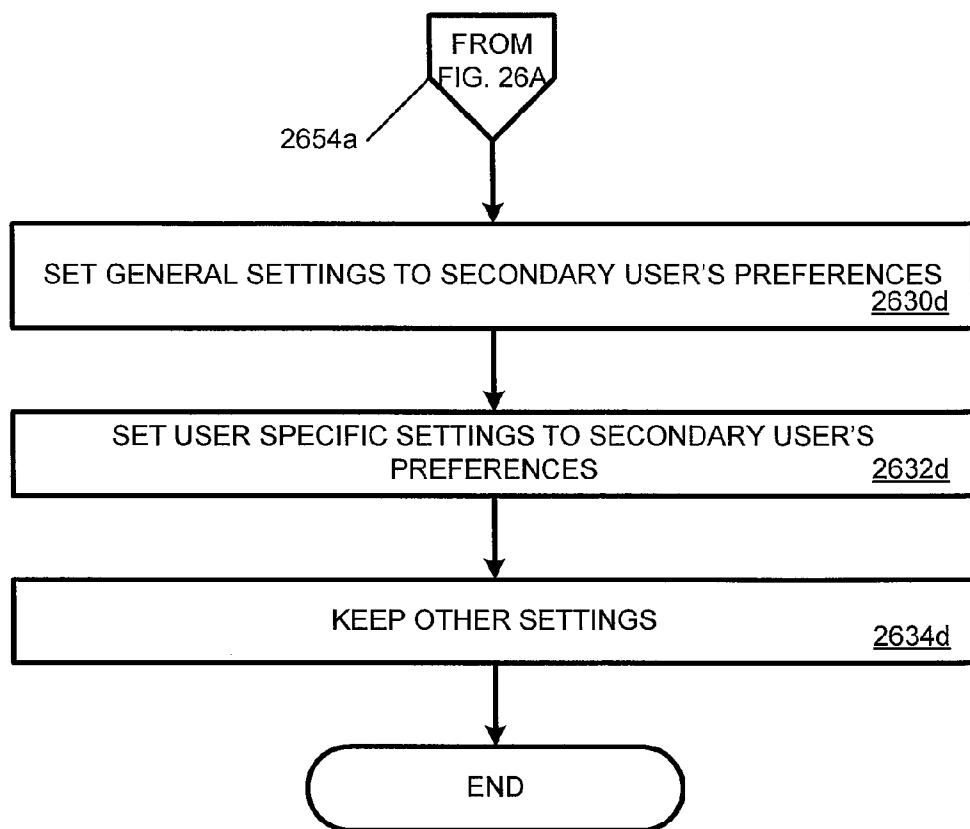 FROM
FIG. 26A
2654a
SET GENERAL SETTINGS TO SECONDARY USER'S PREFERENCES
2630d
SET USER SPECIFIC SETTINGS TO SECONDARY USER'S
PREFERENCES
2632d
KEEP OTHER SETTINGS
2634d
END